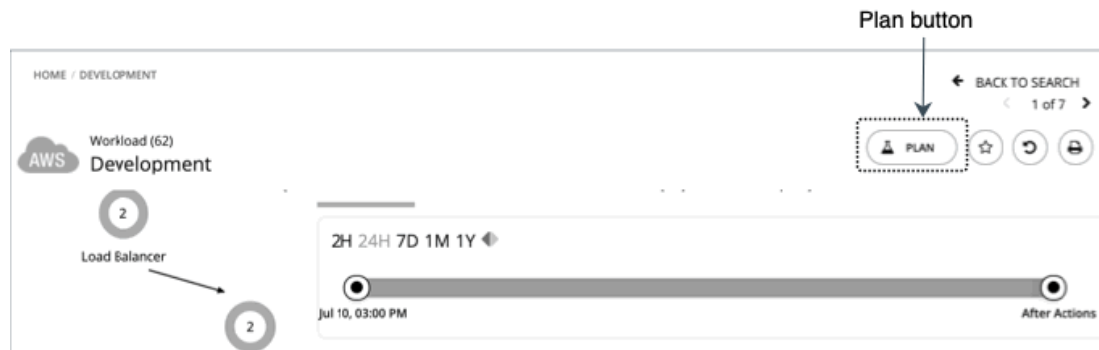 Plan button
HOME / DEVELOPMENT
BACK TO SEARCH
1 of 7
AWS
Workload (62)
Development
PLAN
2
Load Balancer
2H 24H 7D 1M 1Y
Jul 10, 03:00 PM
After Actions
2